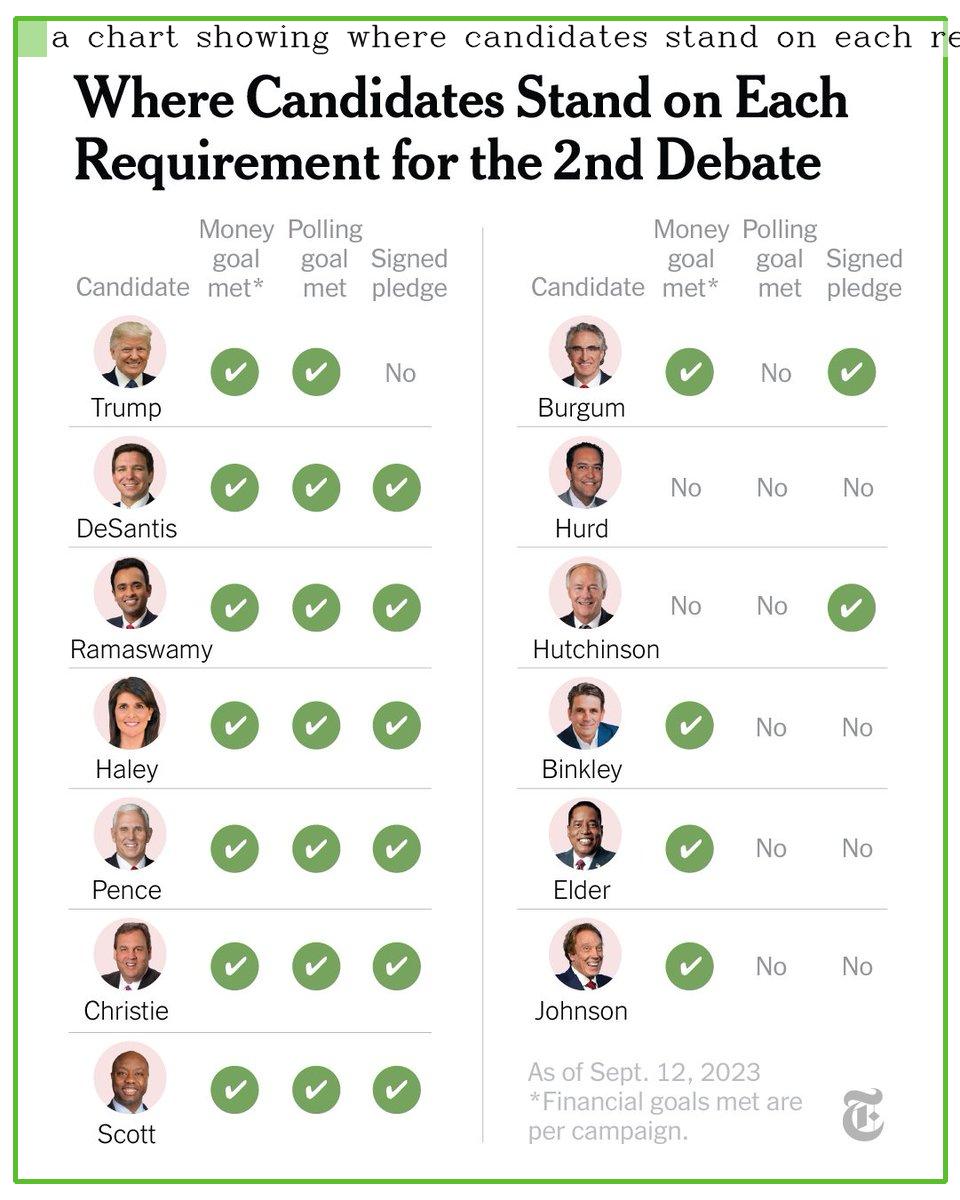 a chart showing where candidates stand on each re
Where Candidates Stand on Each
Requirement for the 2nd Debate
Candidate Money goal met* Polling goal met Signed pledge
Trump No
DeSantis
Ramaswamy
Haley
Pence
Christie
Scott
Candidate Money goal met* Polling goal met Signed pledge
Burgum No
Hurd No No No
Hutchinson No No
Binkley No No
Elder No No
Johnson No No
As of Sept. 12, 2023
*Financial goals met are
per campaign.
T